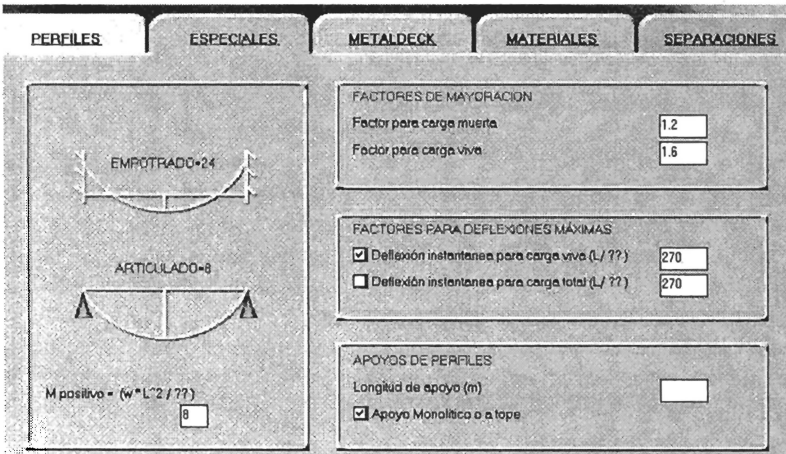 PERFILES ESPECIALES METALDECK MATERIALES SEPARACIONES
EMPOTRADO=24
ARTICULADO=8
M positivo = (w*L^2 / ??)
8
FACTORES DE MAYORACION
Factor para carga muerta 1.2
Factor para carga viva 1.6
FACTORES PARA DEFLEXIONES MÁXIMAS
Deflexión instantanea para carga viva (L/ ??) 270
Deflexión instantanea para carga total (L/ ??) 270
APOYOS DE PERFILES
Longitud de apoyo (m)
Apoyo Monolítico o a tope